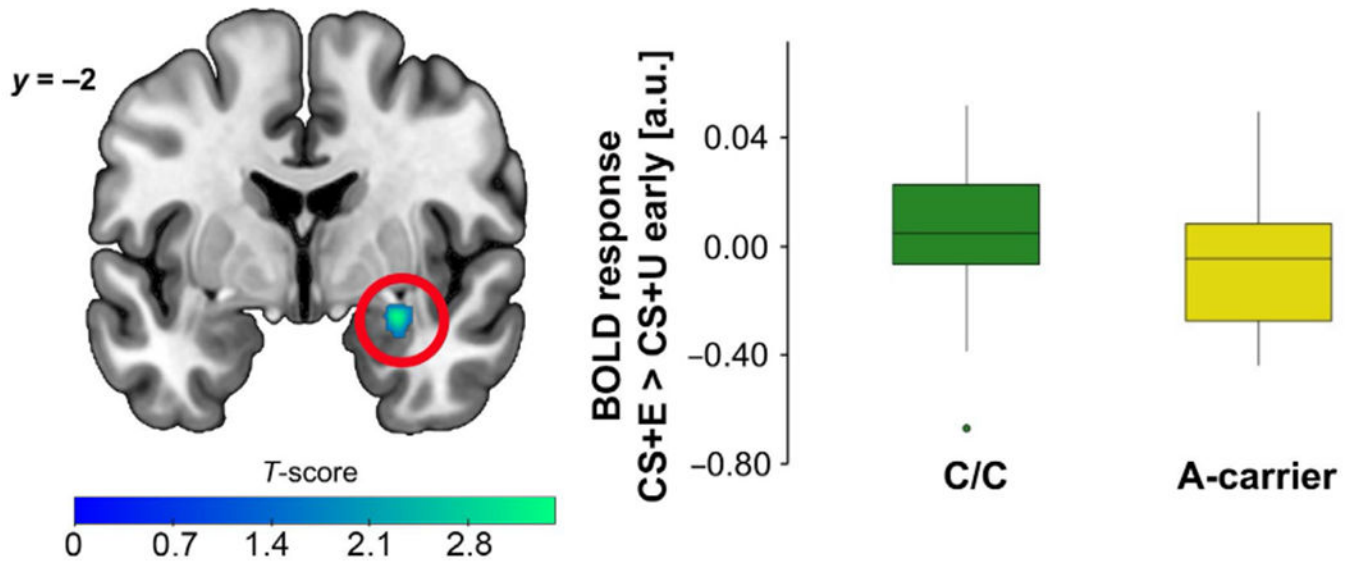 y = –2
T-score
0 0.7 1.4 2.1 2.8
BOLD response
CS+E > CS+U early [a.u.]
0.04
0.00
–0.40
–0.80
C/C A-carrier